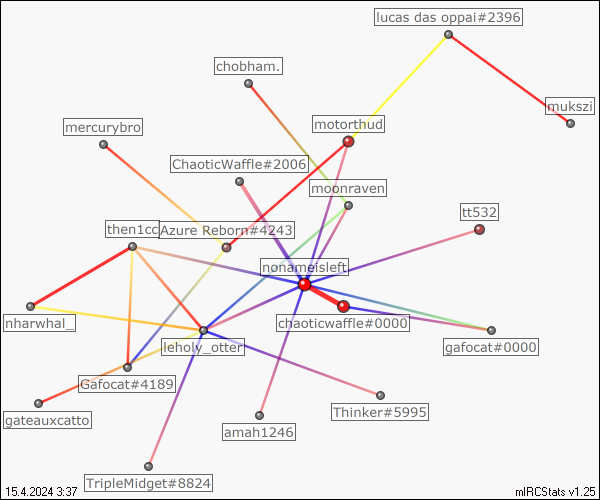 lucas das oppai#2396
chobham.
mukszi
mercurybro
motorthud
ChaoticWaffle#2006
moonraven
tt532
then1cc
Azure Reborn#4243
nonameisleft
nharwhal_
chaoticwaffle#0000
leholy_otter
gafocat#0000
Gafocat#4189
gateauxcatto
Thinker#5995
amah1246
TripleMidget#8824
15.4.2024 3:37
mIRCStats v1.25